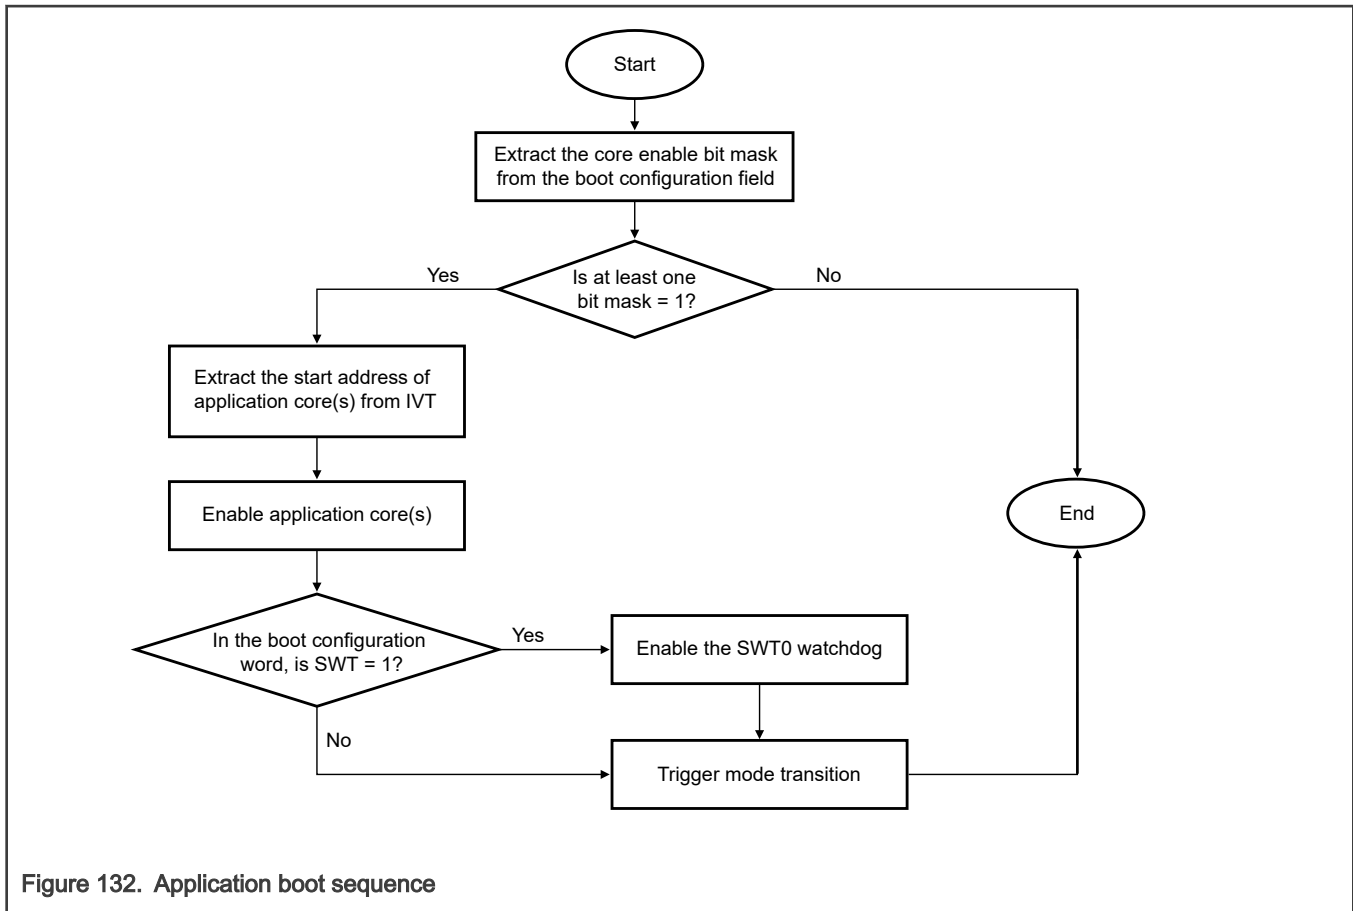 Start
Extract the core enable bit mask
from the boot configuration field
Is at least one
bit mask = 1?
Yes
No
Extract the start address of
application core(s) from IVT
Enable application core(s)
End
In the boot configuration
word, is SWT = 1?
Yes
Enable the SWT0 watchdog
No
Trigger mode transition
Figure 132. Application boot sequence